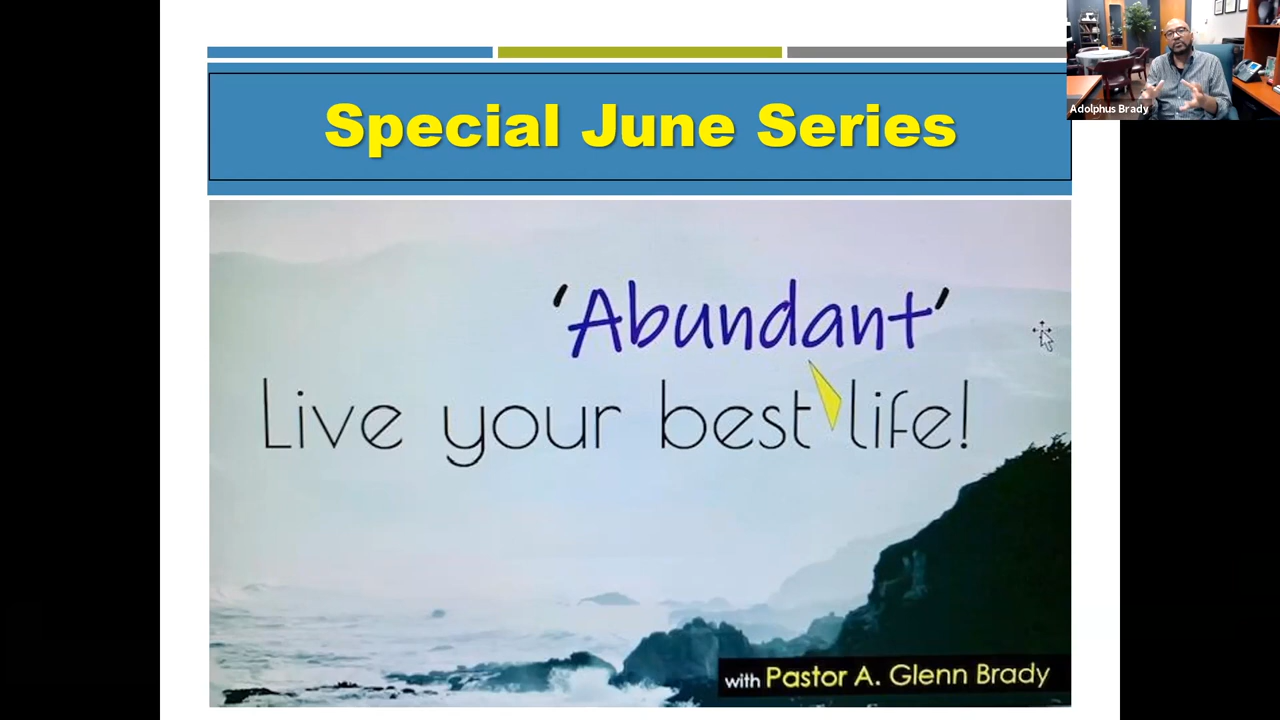 Special June Series
Adolphus Brady
‘Abundant’
Live your best life!
with Pastor A. Glenn Brady